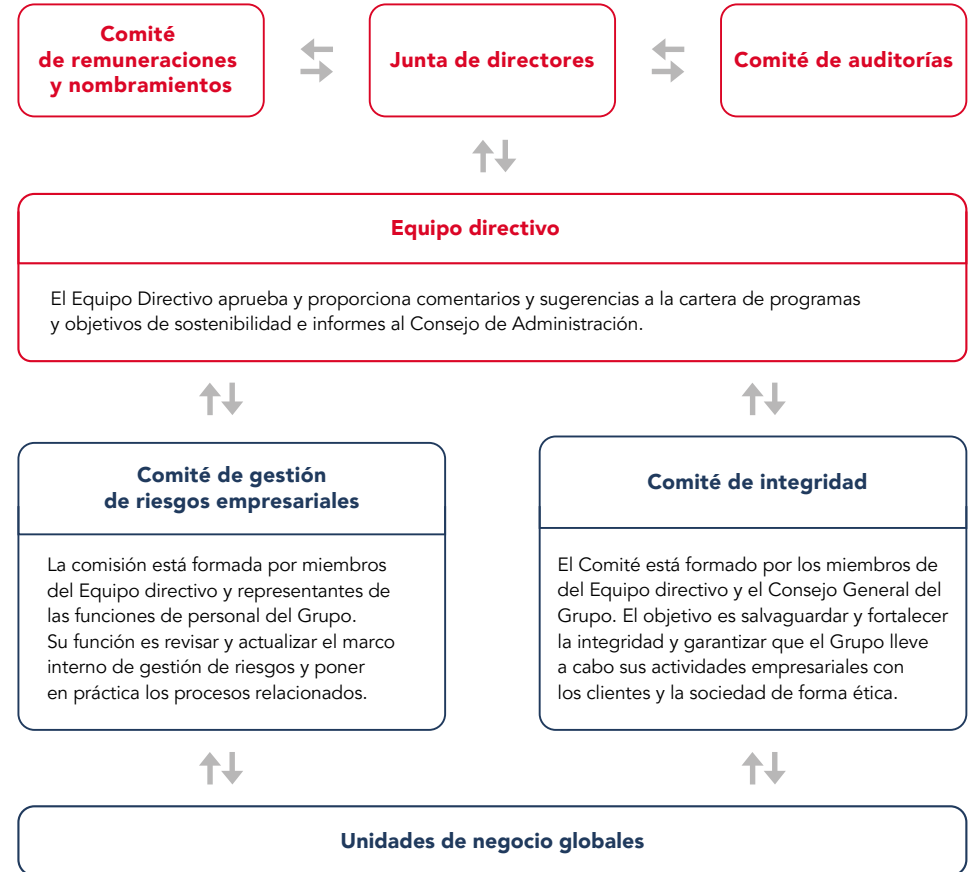 Comité
de remuneraciones
y nombramientos
Junta de directores
Comité de auditorías
Equipo directivo
El Equipo Directivo aprueba y proporciona comentarios y sugerencias a la cartera de programas
y objetivos de sostenibilidad e informes al Consejo de Administración.
Comité de gestión
de riesgos empresariales
La comisión está formada por miembros
del Equipo directivo y representantes de
las funciones de personal del Grupo.
Su función es revisar y actualizar el marco
interno de gestión de riesgos y poner
en práctica los procesos relacionados.
Comité de integridad
El Comité está formado por los miembros de
del Equipo directivo y el Consejo General del
Grupo. El objetivo es salvaguardar y fortalecer
la integridad y garantizar que el Grupo lleve
a cabo sus actividades empresariales con
los clientes y la sociedad de forma ética.
Unidades de negocio globales